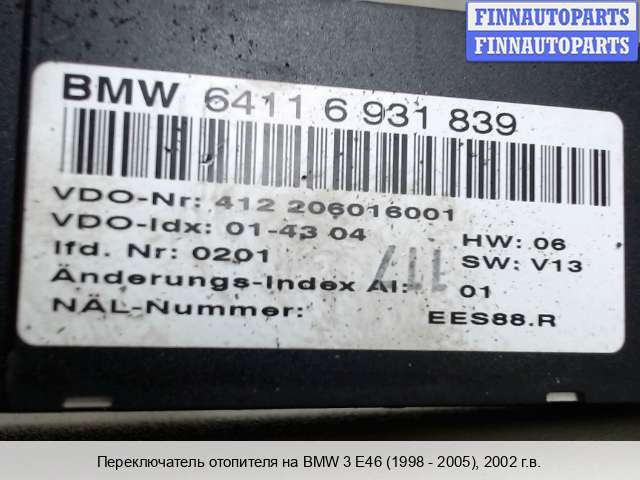 FINNAUTOPARTS
FINNAUTOPARTS
BMW 6411 6 931 839
VDO-Nr: 412 206016001
VDO-Idx: 01-43 04
HW: 06
lfd. Nr: 0201
SW: V13
117
Änderungs-Index AI: 01
NÄL-Nummer: EES88.R
Переключатель отопителя на BMW 3 E46 (1998 - 2005), 2002 г.в.